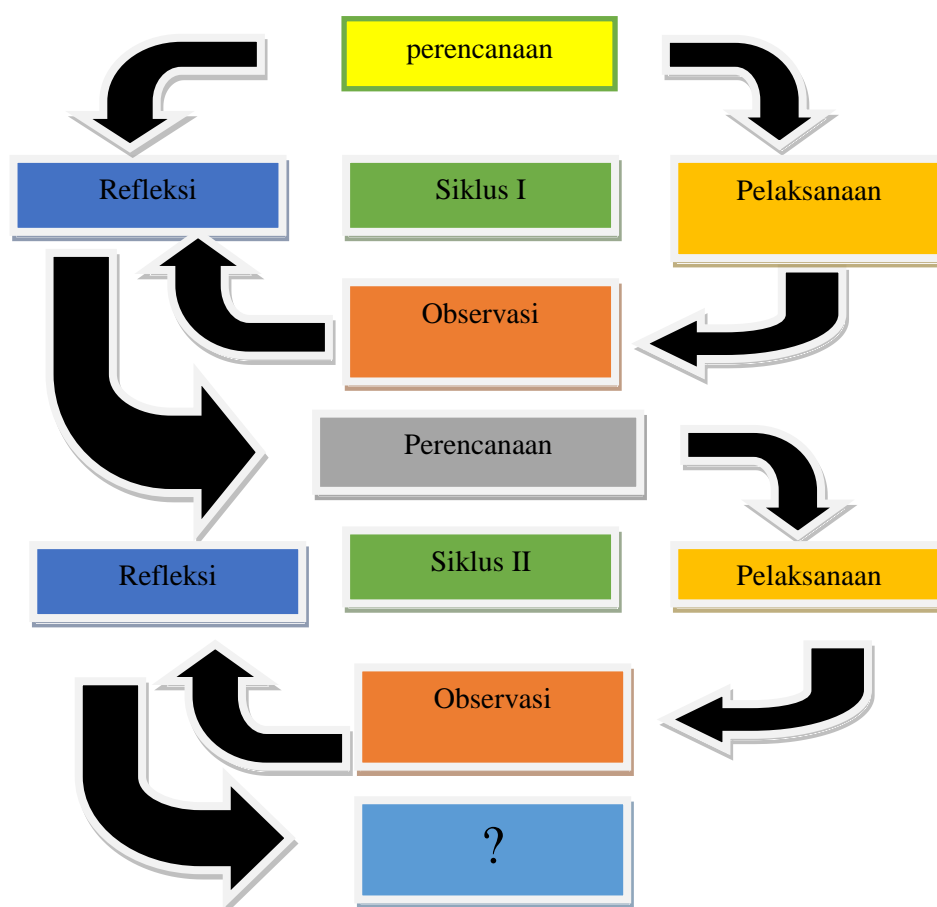 perencanaan
Refleksi
Siklus I
Pelaksanaan
Observasi
Perencanaan
Refleksi
Siklus II
Pelaksanaan
Observasi
?